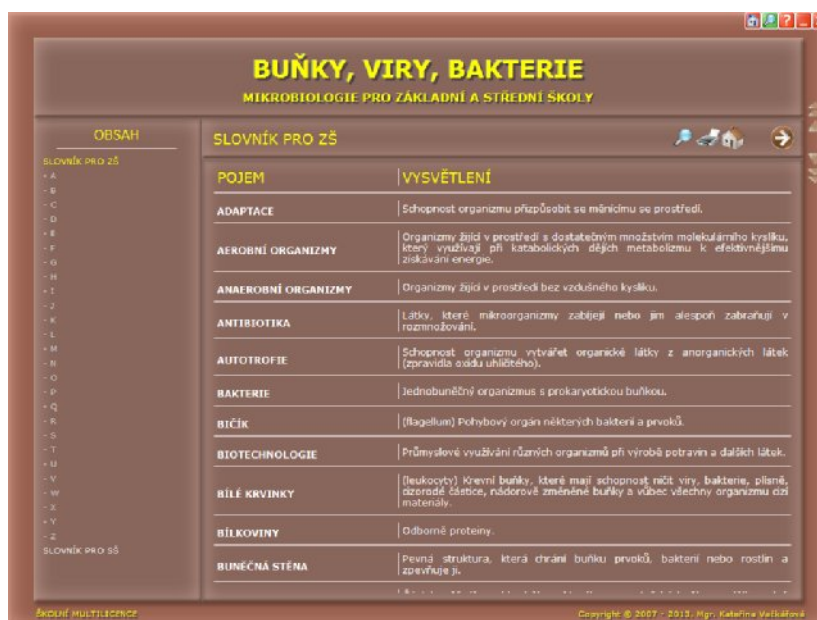 BUŇKY, VIRY, BAKTERIE
MIKROBIOLOGIE PRO ZÁKLADNÍ A STŘEDNÍ ŠKOLY
OBSAH
SLOVNÍK PRO ZŠ
- A
- B
- C
- D
- E
- F
- G
- H
- I
- J
- K
- L
- M
- N
- O
- P
- Q
- R
- S
- T
- U
- V
- W
- X
- Y
- Z
SLOVNÍK PRO SŠ
SLOVNÍK PRO ZŠ
POJEM
VYSVĚTLENÍ
ADAPTACE
Schopnost organizmu přizpůsobit se měnícímu se prostředí.
AEROBNÍ ORGANIZMY
Organizmy žijící v prostředí s dostatečným množstvím molekulárního kyslíku,
který využívají při katabolických dějích metabolizmu k efektivnějšímu
získávání energie.
ANAEROBNÍ ORGANIZMY
Organizmy žijící v prostředí bez vzdušného kyslíku.
ANTIBIOTIKA
Látky, které mikroorganizmy zabíjejí nebo jim alespoň zabraňují v
rozmnožování.
AUTOTROFIE
Schopnost organizmu vytvářet organické látky z anorganických látek
(zpravidla oxidu uhličitého).
BAKTERIE
Jednobuněčný organizmus s prokaryotickou buňkou.
BIČÍK
(flagellum) Pohybový orgán některých bakterií a prvoků.
BIOTECHNOLOGIE
Průmyslové využívání různých organizmů při výrobě potravin a dalších látek.
BÍLÉ KRVINKY
(leukocyty) Krevní buňky, které mají schopnost ničit viry, bakterie, plísně,
cizorodé částice, nádorově změněné buňky a vůbec všechny organizmu cizí
materiály.
BÍLKOVINY
Odborně proteiny.
BUNĚČNÁ STĚNA
Pevná struktura, která chrání buňku prvoků, bakterií nebo rostlin a
zpevňuje ji.
ŠKOLNÍ MULTILICENCE
Copyright © 2007 - 2013, Mgr. Kateřina Vaškářová